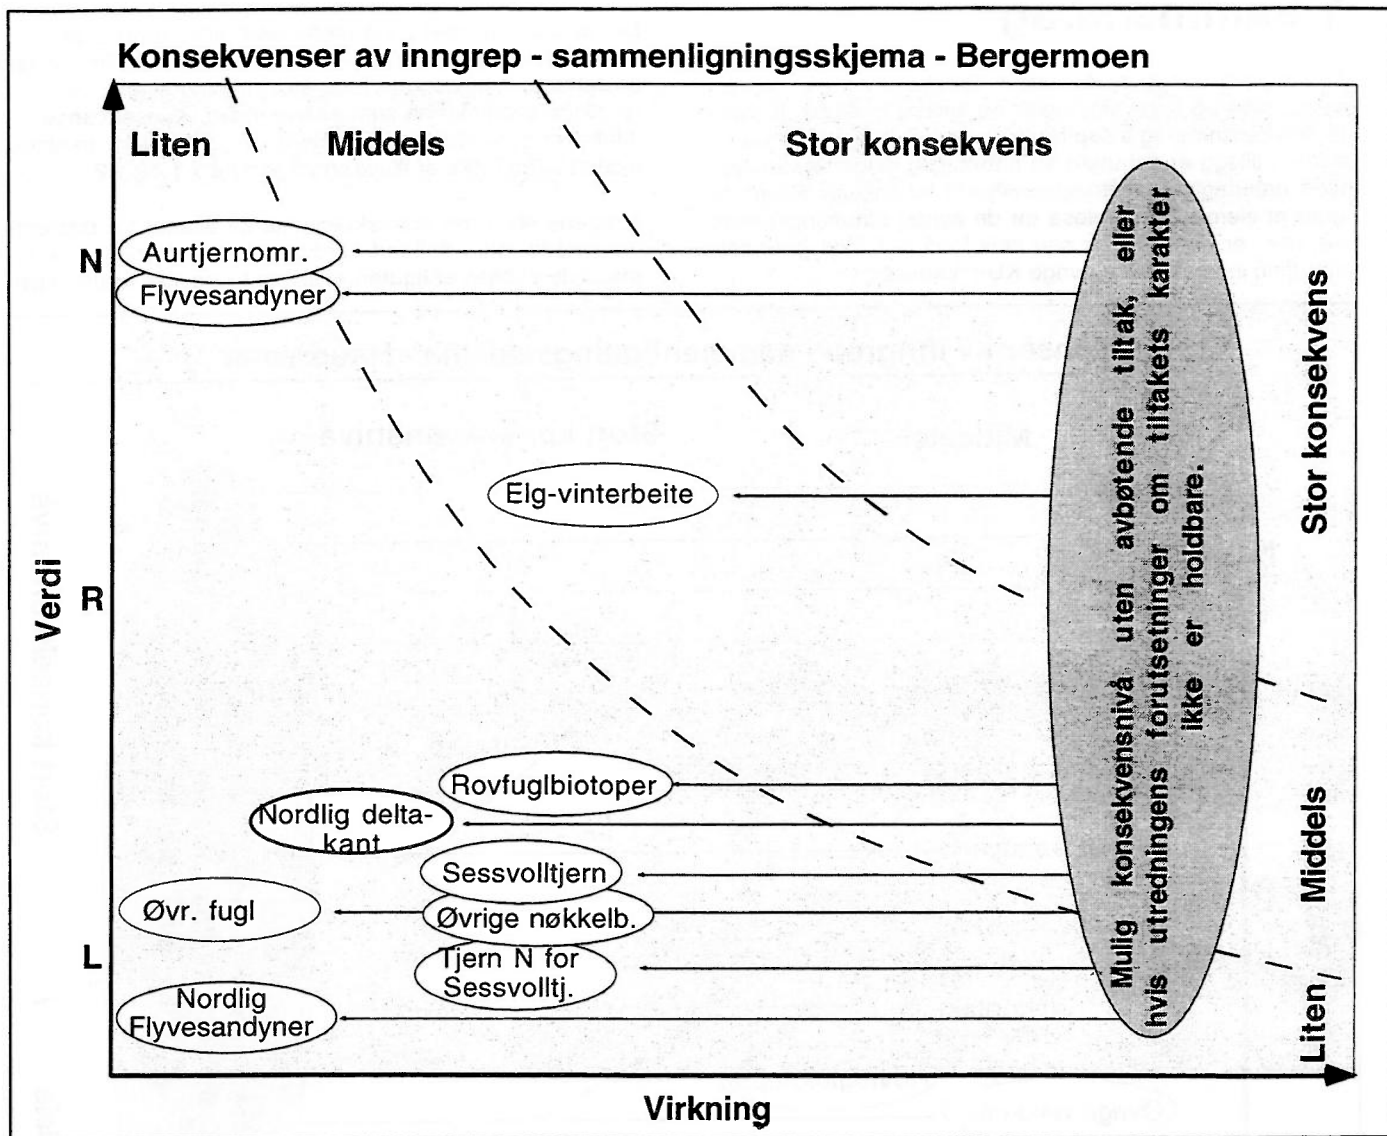 Konsekvenser av inngrep - sammenligningsskjema - Bergermoen
Liten
Middels
Stor konsekvens
Verdi
N
R
L
Aurtjernomr.
Flyvesandyner
Elg-vinterbeite
Rovfuglbiotoper
Nordlig delta-
kant
Sessvolltjern
Øvr. fugl
Øvrige nøkkelb.
Tjern N for
Sessvolltj.
Nordlig
Flyvesandyner
Mulig konsekvensnivå uten avbøtende tiltak, eller
hvis utredningens forutsetninger om tiltakets karakter
ikke er holdbare.
Stor konsekvens
Middels
Liten
Virkning